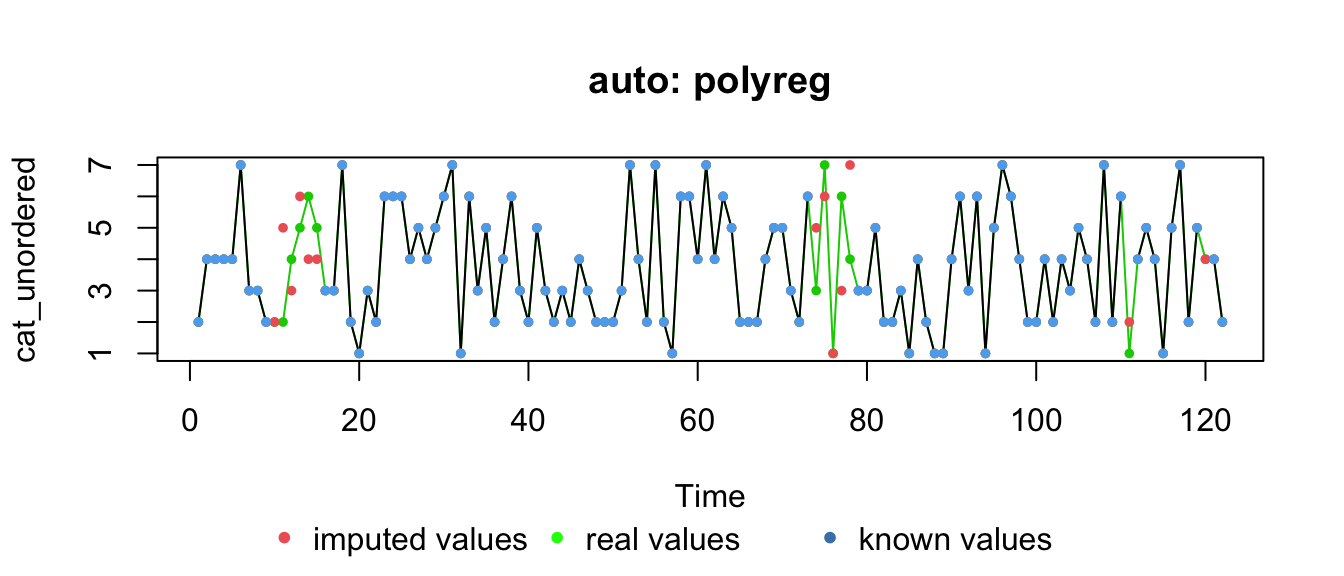 auto: polyreg
cat_unordered
7
5
3
1
0 20 40 60 80 100 120
Time
imputed values real values known values